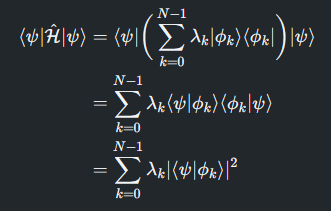 ⟨ψ|Ĥ|ψ⟩ = ⟨ψ|(∑_{k=0}^{N−1} λ_k|ϕ_k⟩⟨ϕ_k|)|ψ⟩
= ∑_{k=0}^{N−1} λ_k⟨ψ|ϕ_k⟩⟨ϕ_k|ψ⟩
= ∑_{k=0}^{N−1} λ_k|⟨ψ|ϕ_k⟩|²